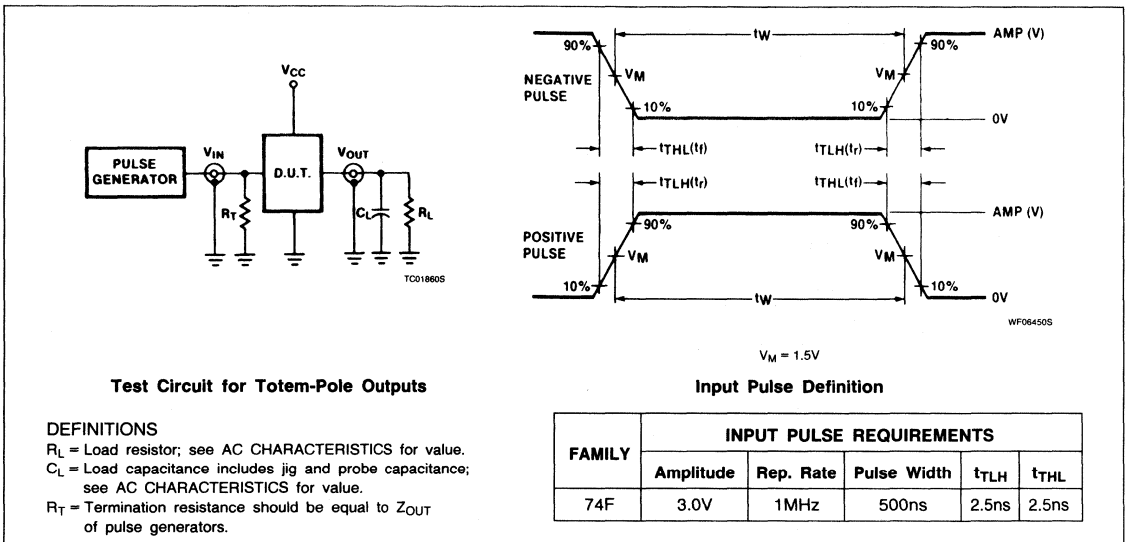 VCC
PULSE
GENERATOR
VIN
D.U.T.
VOUT
RT
CL
RL
TC01860S
NEGATIVE
PULSE
90%
tW
90%
AMP (V)
VM
VM
10%
10%
0V
tTHL(tf)
tTLH(tr)
tTLH(tr)
tTHL(tf)
POSITIVE
PULSE
90%
90%
AMP (V)
VM
VM
10%
tW
10%
0V
WF06450S
VM = 1.5V
Test Circuit for Totem-Pole Outputs
Input Pulse Definition
DEFINITIONS
RL = Load resistor; see AC CHARACTERISTICS for value.
CL = Load capacitance includes jig and probe capacitance;
see AC CHARACTERISTICS for value.
RT = Termination resistance should be equal to ZOUT
of pulse generators.
FAMILY
INPUT PULSE REQUIREMENTS
Amplitude Rep. Rate Pulse Width tTLH tTHL
74F 3.0V 1MHz 500ns 2.5ns 2.5ns